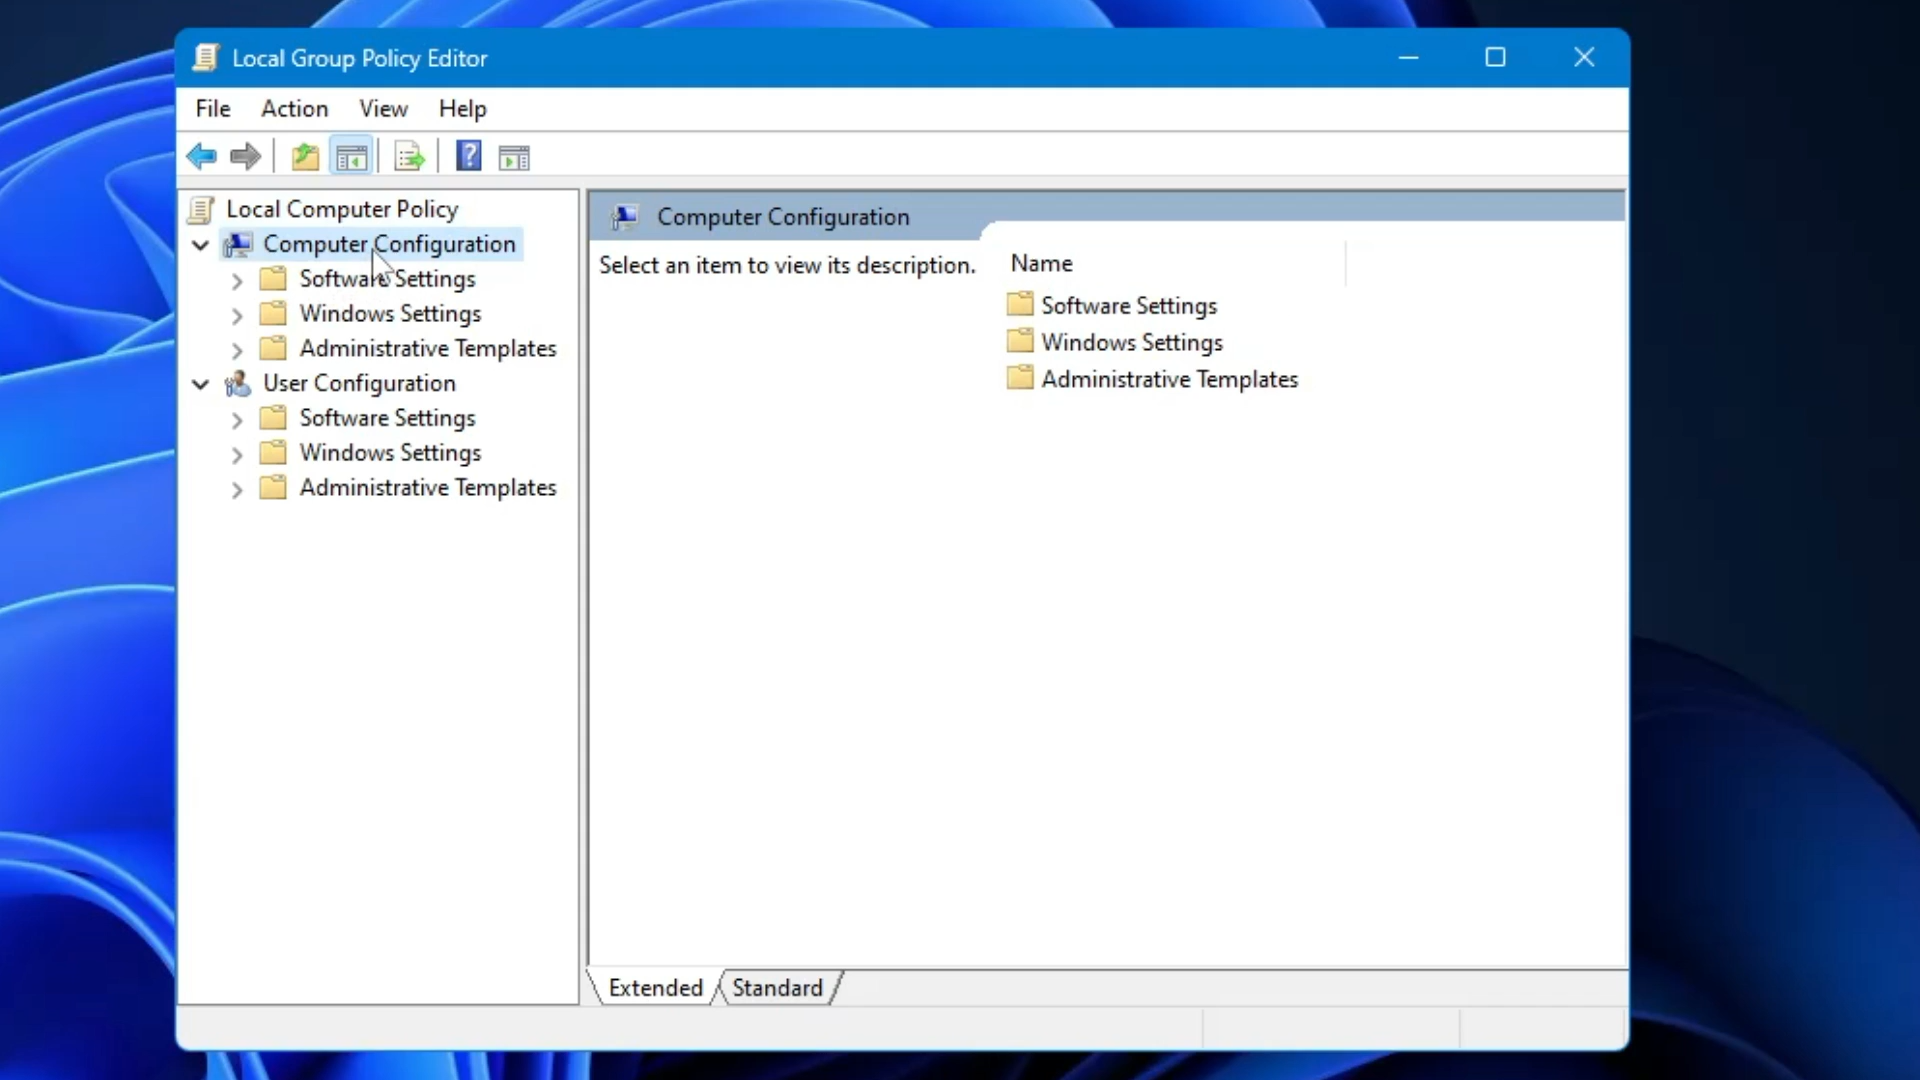 Local Group Policy Editor
File Action View Help
Local Computer Policy
Computer Configuration
Software Settings
Windows Settings
Administrative Templates
User Configuration
Software Settings
Windows Settings
Administrative Templates
Computer Configuration
Select an item to view its description.
Name
Software Settings
Windows Settings
Administrative Templates
Extended Standard